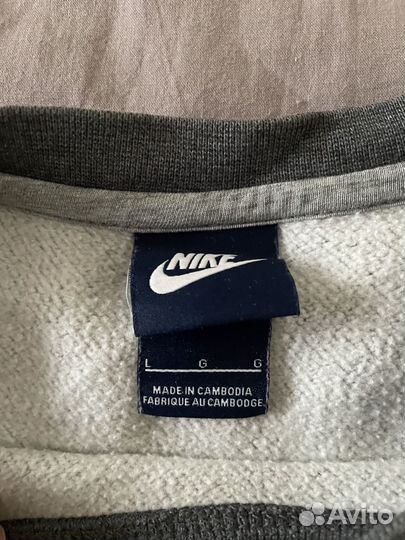 NIKE
L G G
MADE IN CAMBODIA
FABRIQUE AU CAMBODGE
Avito